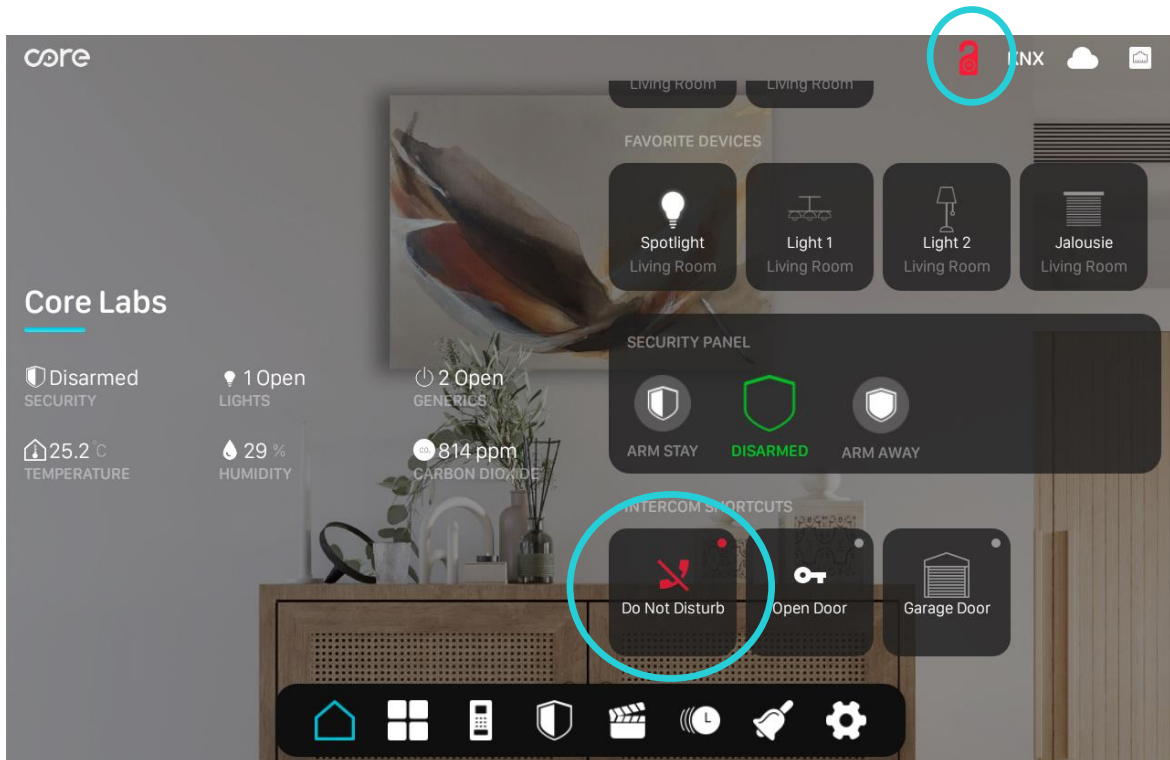 core
KNX
Living Room
Living Room
FAVORITE DEVICES
Spotlight
Living Room
Light 1
Living Room
Light 2
Living Room
Jalousie
Living Room
Core Labs
Disarmed
SECURITY
1 Open
LIGHTS
2 Open
GENERICS
25.2 °C
TEMPERATURE
29 %
HUMIDITY
CO₂ 814 ppm
CARBON DIOXIDE
SECURITY PANEL
ARM STAY
DISARMED
ARM AWAY
INTERCOM SHORTCUTS
Do Not Disturb
Open Door
Garage Door